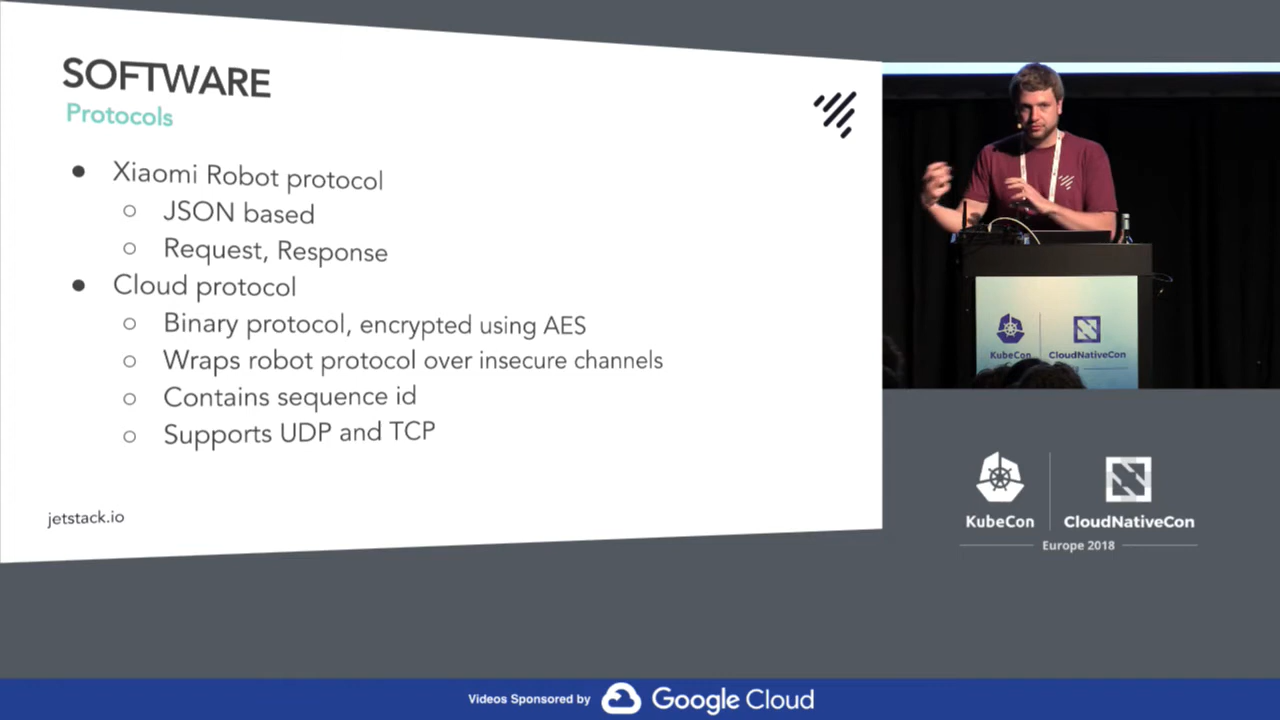 SOFTWARE
Protocols
Xiaomi Robot protocol
JSON based
Request, Response
Cloud protocol
Binary protocol, encrypted using AES
Wraps robot protocol over insecure channels
Contains sequence id
Supports UDP and TCP
jetstack.io
KubeCon
CloudNativeCon
KubeCon
CloudNativeCon
Europe 2018
Videos Sponsored by Google Cloud